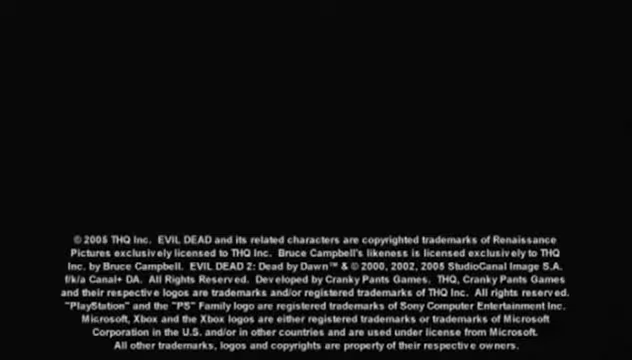 © 2005 THQ Inc. EVIL DEAD and its related characters are copyrighted trademarks of Renaissance
Pictures exclusively licensed to THQ Inc. Bruce Campbell's likeness is licensed exclusively to THQ
Inc. by Bruce Campbell. EVIL DEAD 2: Dead by Dawn™ & © 2000, 2002, 2005 StudioCanal Image S.A.
f/k/a Canal+ DA. All Rights Reserved. Developed by Cranky Pants Games. THQ, Cranky Pants Games
and their respective logos are trademarks and/or registered trademarks of THQ Inc. All rights reserved.
"PlayStation" and the "PS" Family logo are registered trademarks of Sony Computer Entertainment Inc.
Microsoft, Xbox and the Xbox logos are either registered trademarks or trademarks of Microsoft
Corporation in the U.S. and/or in other countries and are used under license from Microsoft.
All other trademarks, logos and copyrights are property of their respective owners.